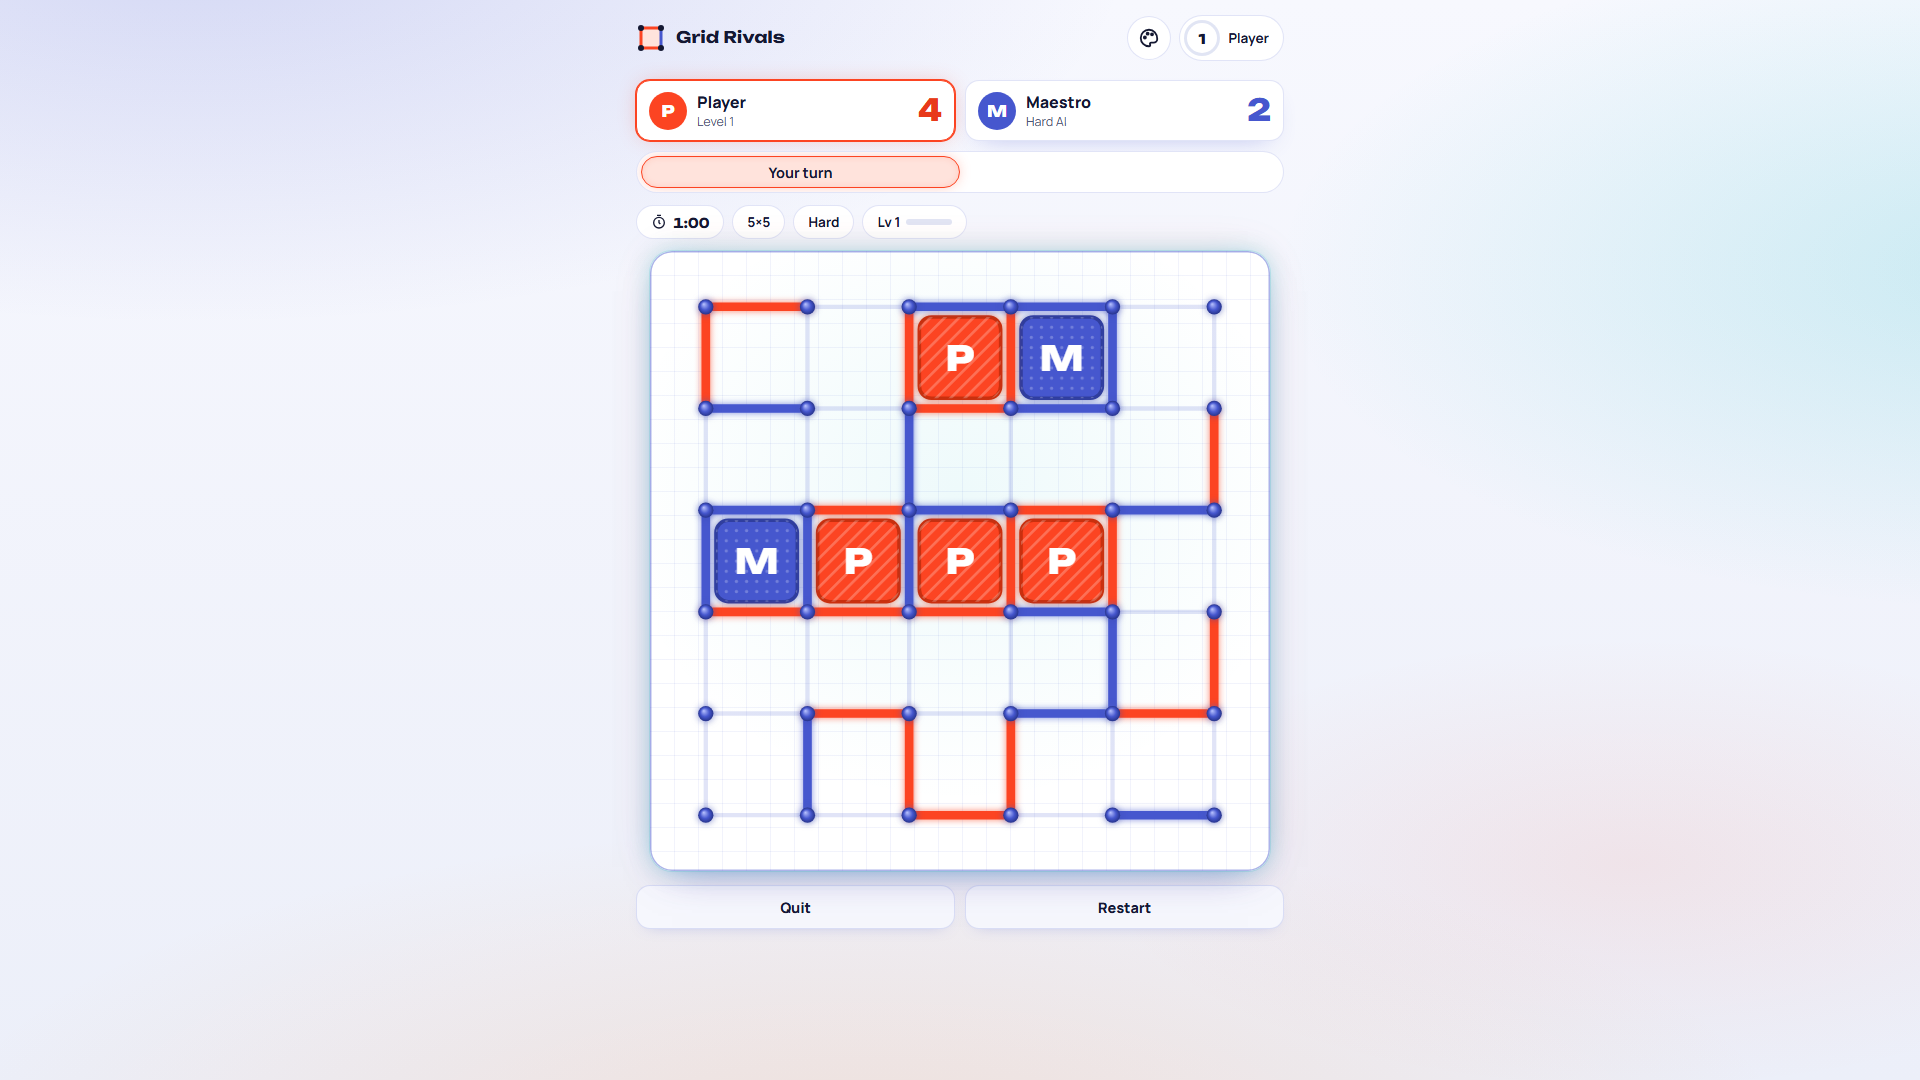 Grid Rivals
1 Player
P Player 4
Level 1
M Maestro 2
Hard AI
Your turn
1:00 5×5 Hard Lv 1
P M
M P P P
Quit Restart